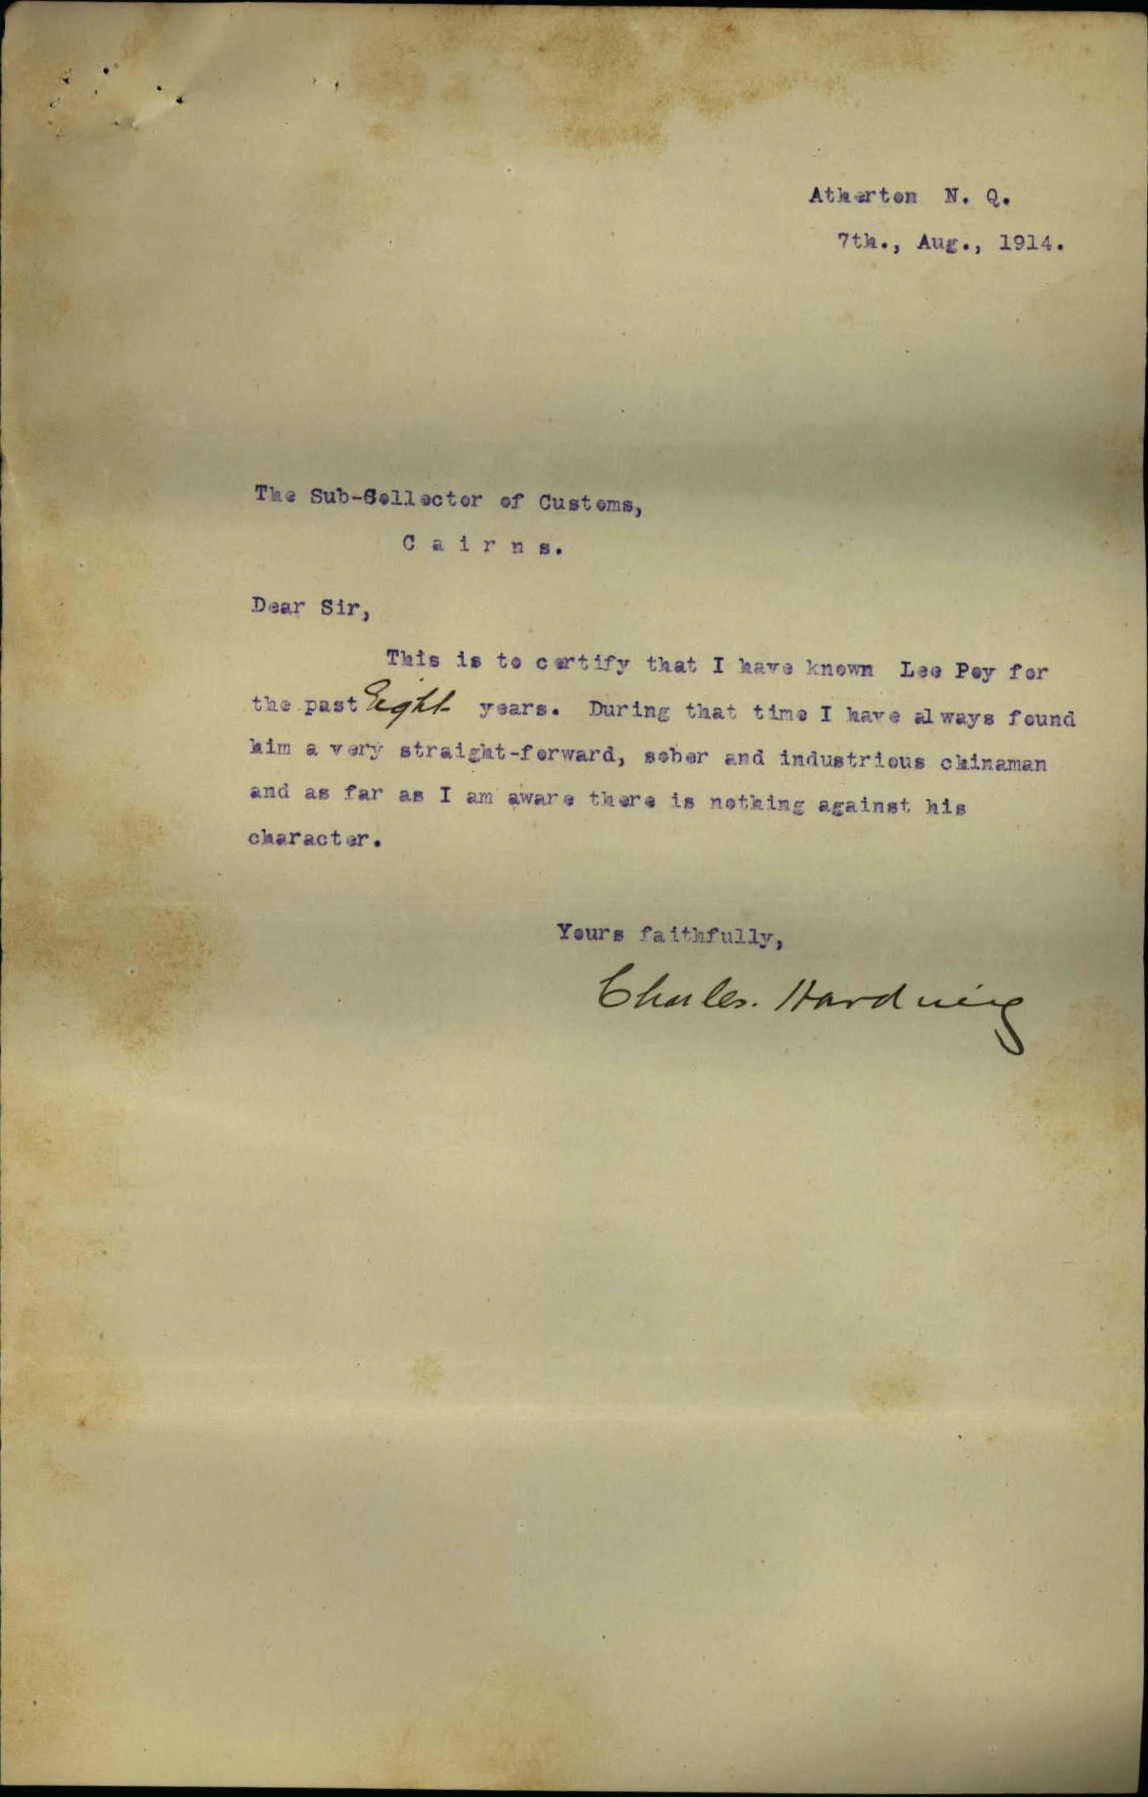 Atherton N. Q.
7th., Aug., 1914.
The Sub-Collector of Customs,
C a i r n s.
Dear Sir,
This is to certify that I have known Lee Poy for
the past Eight years. During that time I have always found
him a very straight-forward, sober and industrious chinaman
and as far as I am aware there is nothing against his
character.
Yours faithfully,
Charles. Hardwig